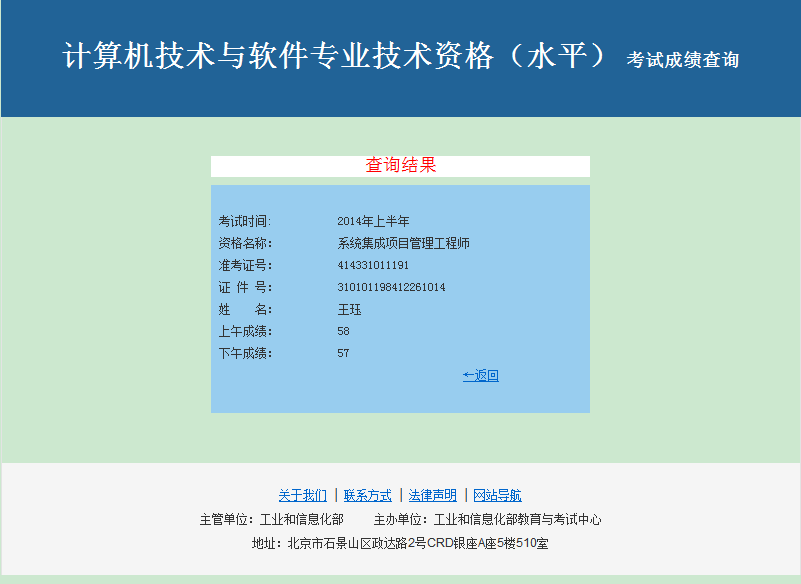 计算机技术与软件专业技术资格（水平） 考试成绩查询
查询结果
考试时间: 2014年上半年
资格名称： 系统集成项目管理工程师
准考证号： 414331011191
证 件 号： 310101198412261014
姓 名： 王珏
上午成绩： 58
下午成绩： 57
←返回
关于我们 | 联系方式 | 法律声明 | 网站导航
主管单位：工业和信息化部 主办单位：工业和信息化部教育与考试中心
地址：北京市石景山区政达路2号CRD银座A座5楼510室